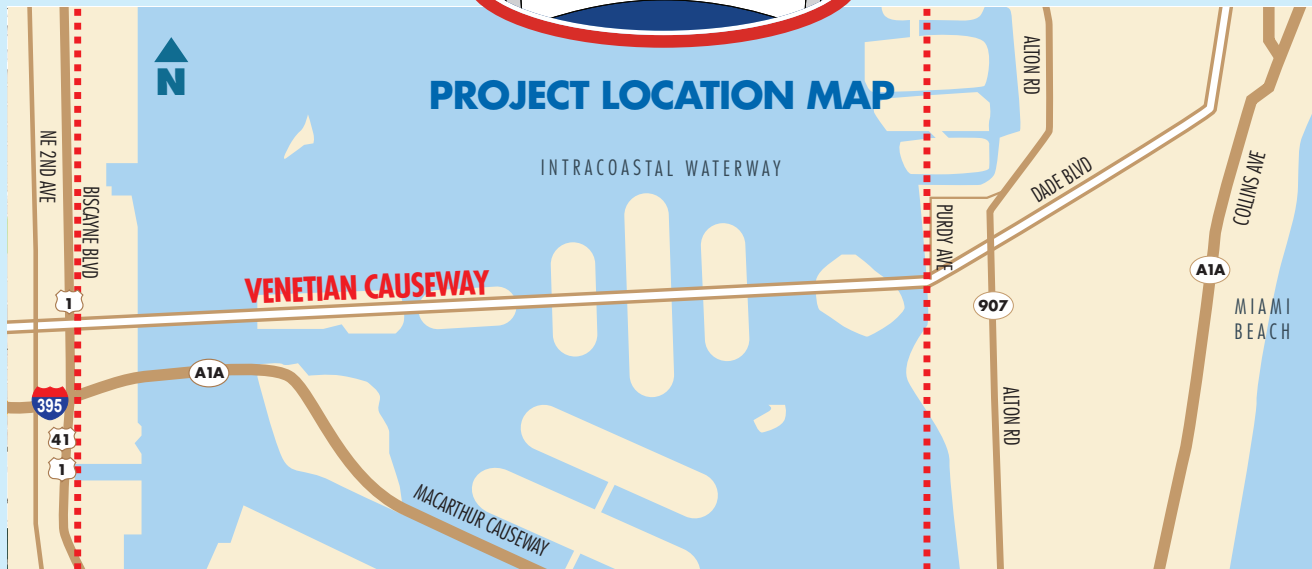 N
PROJECT LOCATION MAP
INTRACOASTAL WATERWAY
NE 2ND AVE
BISCAYNE BLVD
VENETIAN CAUSEWAY
1
A1A
395
41
1
MACARTHUR CAUSEWAY
ALTON RD
DADE BLVD
PURDY AVE
COLLINS AVE
A1A
907
MIAMI
BEACH
ALTON RD